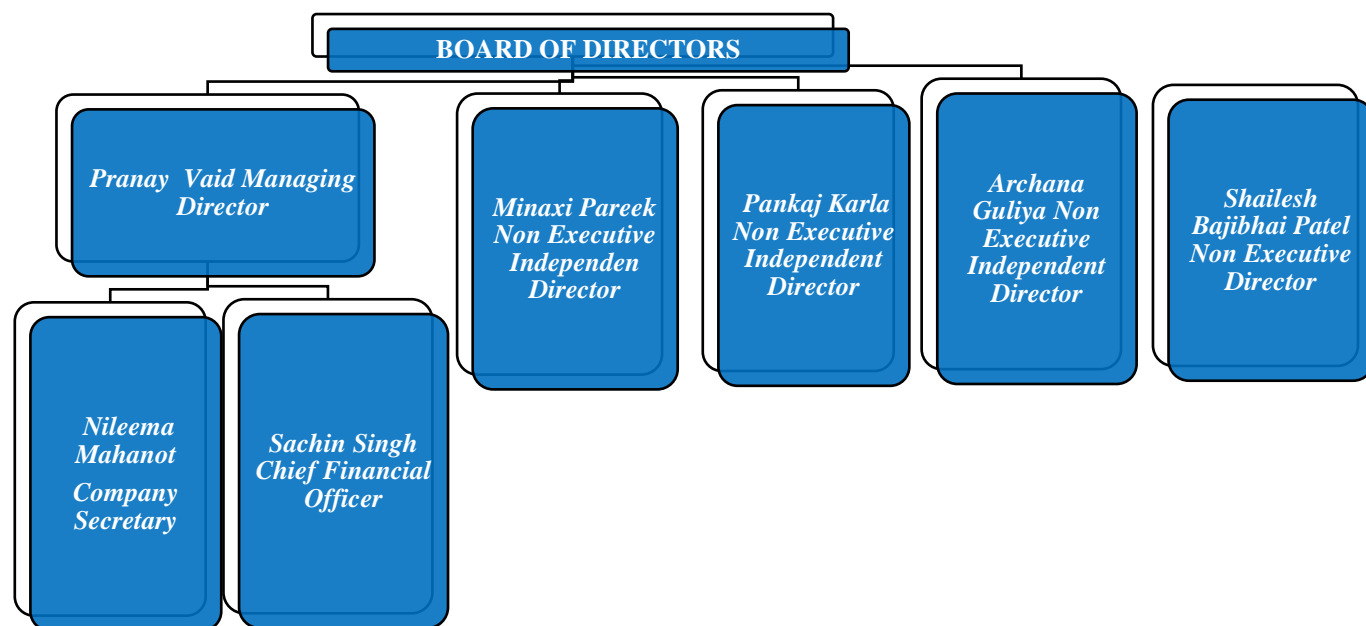 BOARD OF DIRECTORS
Pranay  Vaid Managing
Director
Minaxi Pareek
Non Executive
Independen
Director
Pankaj Karla
Non Executive
Independent
Director
Archana
Guliya Non
Executive
Independent
Director
Shailesh
Bajibhai Patel
Non Executive
Director
Nileema
Mahanot
Company
Secretary
Sachin Singh
Chief Financial
Officer